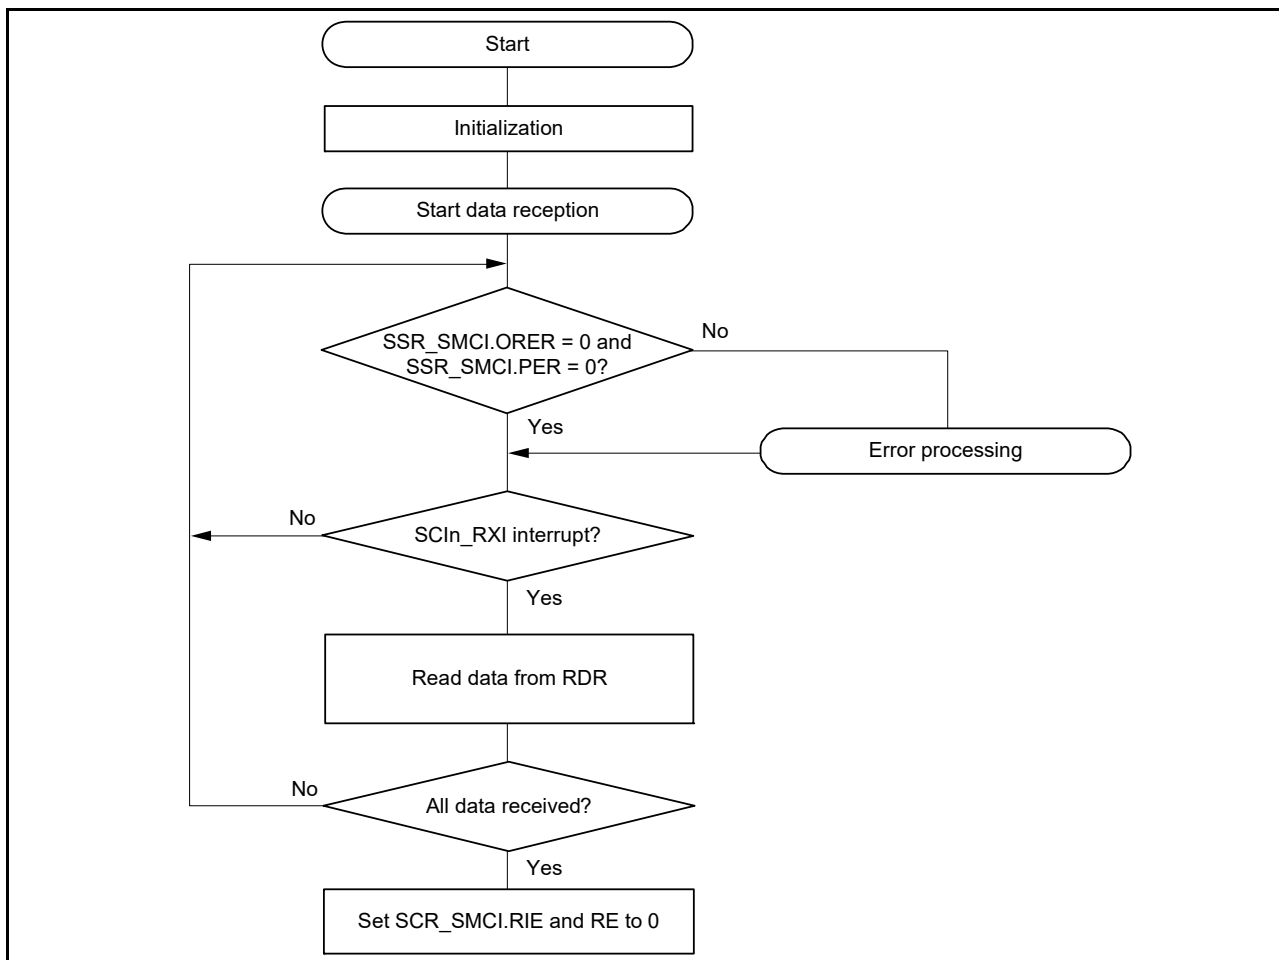 Start
Initialization
Start data reception
SSR_SMCI.ORER = 0 and
SSR_SMCI.PER = 0?
No
Yes
Error processing
SCIn_RXI interrupt?
No
Yes
Read data from RDR
All data received?
No
Yes
Set SCR_SMCI.RIE and RE to 0